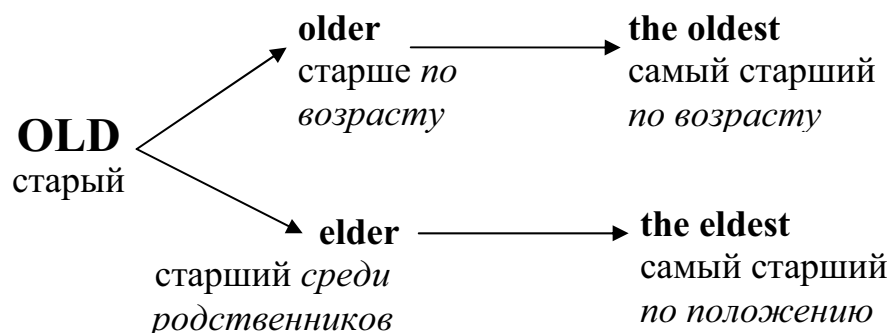 older
старше по
возрасту
the oldest
самый старший
по возрасту
OLD
старый
elder
старший среди
родственников
the eldest
самый старший
по положению